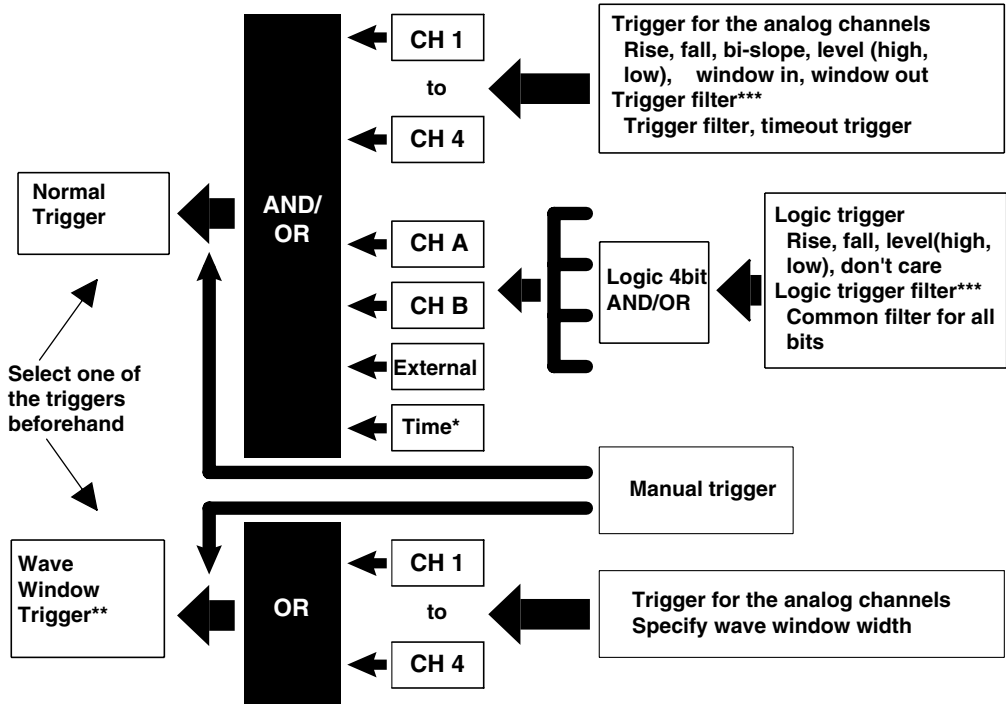 CH 1
to
CH 4
Trigger for the analog channels
Rise, fall, bi-slope, level (high,
low), window in, window out
Trigger filter***
Trigger filter, timeout trigger
Normal
Trigger
AND/
OR
CH A
CH B
External
Time*
Logic 4bit
AND/OR
Logic trigger
Rise, fall, level(high,
low), don't care
Logic trigger filter***
Common filter for all
bits
Select one of
the triggers
beforehand
Manual trigger
Wave
Window
Trigger**
OR
CH 1
to
CH 4
Trigger for the analog channels
Specify wave window width